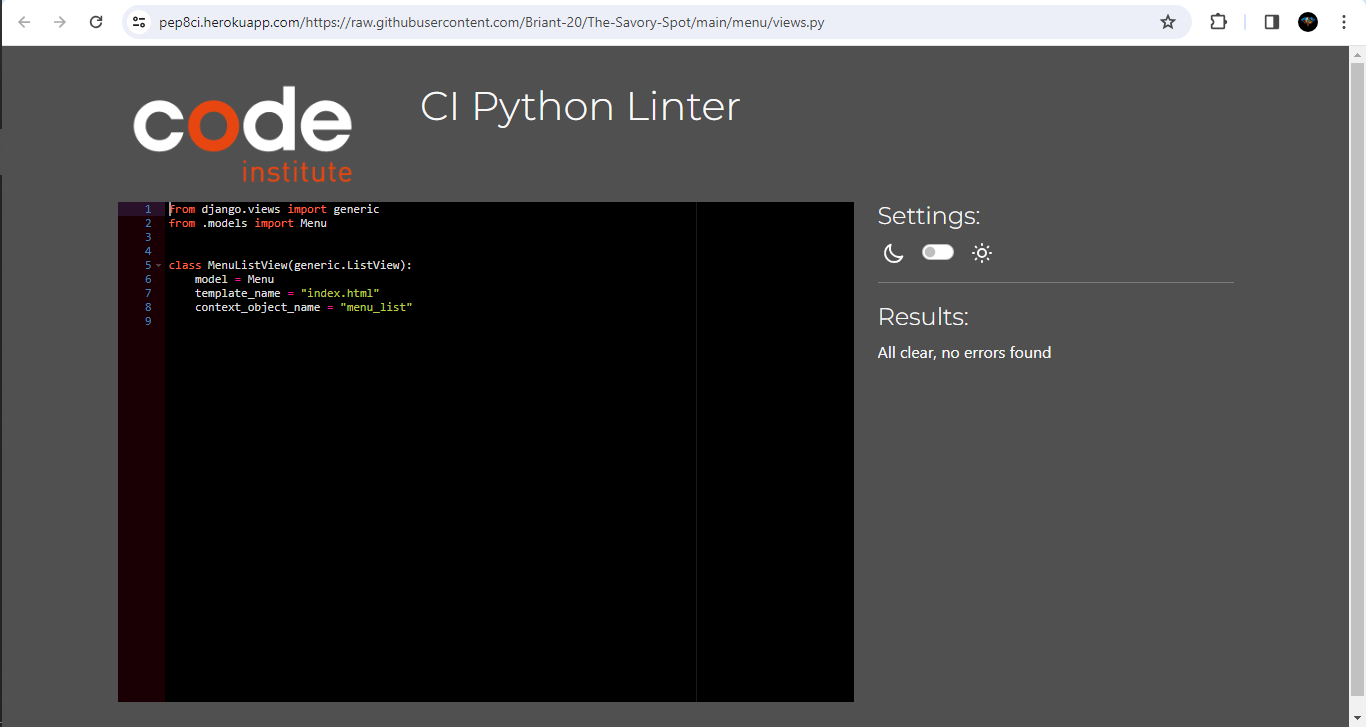 pep8ci.herokuapp.com/https://raw.githubusercontent.com/Briant-20/The-Savory-Spot/main/menu/views.py
code
institute
CI Python Linter
1 from django.views import generic
2 from .models import Menu
3
4
5 class MenuListView(generic.ListView):
6     model = Menu
7     template_name = "index.html"
8     context_object_name = "menu_list"
9
Settings:
Results:
All clear, no errors found